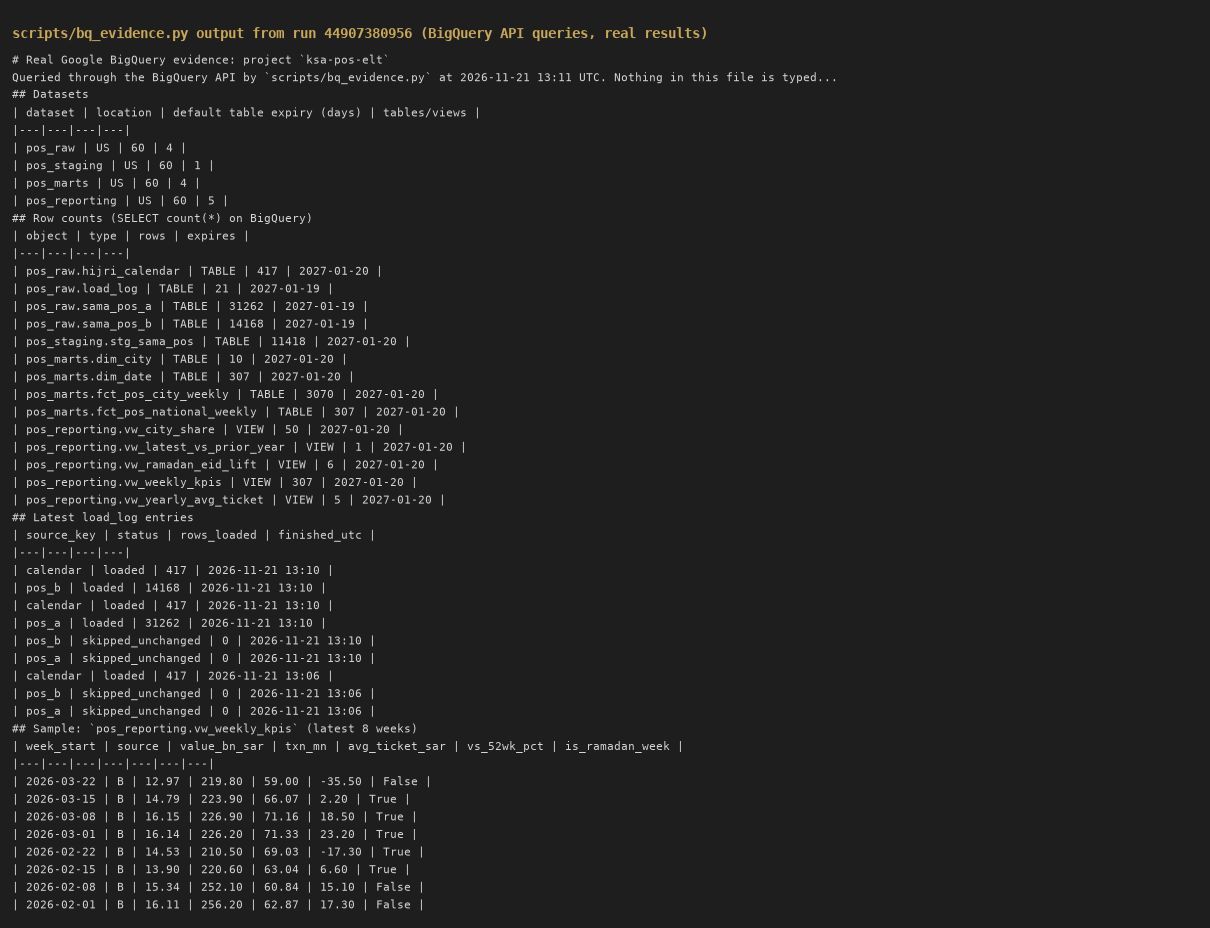 scripts/bq_evidence.py output from run 44907380956 (BigQuery API queries, real results)
# Real Google BigQuery evidence: project `ksa-pos-elt`
Queried through the BigQuery API by `scripts/bq_evidence.py` at 2026-11-21 13:11 UTC. Nothing in this file is typed...
## Datasets
| dataset | location | default table expiry (days) | tables/views |
|---|---|---|---|
| pos_raw | US | 60 | 4 |
| pos_staging | US | 60 | 1 |
| pos_marts | US | 60 | 4 |
| pos_reporting | US | 60 | 5 |
## Row counts (SELECT count(*) on BigQuery)
| object | type | rows | expires |
|---|---|---|---|
| pos_raw.hijri_calendar | TABLE | 417 | 2027-01-20 |
| pos_raw.load_log | TABLE | 21 | 2027-01-19 |
| pos_raw.sama_pos_a | TABLE | 31262 | 2027-01-19 |
| pos_raw.sama_pos_b | TABLE | 14168 | 2027-01-19 |
| pos_staging.stg_sama_pos | TABLE | 11418 | 2027-01-20 |
| pos_marts.dim_city | TABLE | 10 | 2027-01-20 |
| pos_marts.dim_date | TABLE | 307 | 2027-01-20 |
| pos_marts.fct_pos_city_weekly | TABLE | 3070 | 2027-01-20 |
| pos_marts.fct_pos_national_weekly | TABLE | 307 | 2027-01-20 |
| pos_reporting.vw_city_share | VIEW | 50 | 2027-01-20 |
| pos_reporting.vw_latest_vs_prior_year | VIEW | 1 | 2027-01-20 |
| pos_reporting.vw_ramadan_eid_lift | VIEW | 6 | 2027-01-20 |
| pos_reporting.vw_weekly_kpis | VIEW | 307 | 2027-01-20 |
| pos_reporting.vw_yearly_avg_ticket | VIEW | 5 | 2027-01-20 |
## Latest load_log entries
| source_key | status | rows_loaded | finished_utc |
|---|---|---|---|
| calendar | loaded | 417 | 2026-11-21 13:10 |
| pos_b | loaded | 14168 | 2026-11-21 13:10 |
| calendar | loaded | 417 | 2026-11-21 13:10 |
| pos_a | loaded | 31262 | 2026-11-21 13:10 |
| pos_b | skipped_unchanged | 0 | 2026-11-21 13:10 |
| pos_a | skipped_unchanged | 0 | 2026-11-21 13:10 |
| calendar | loaded | 417 | 2026-11-21 13:06 |
| pos_b | skipped_unchanged | 0 | 2026-11-21 13:06 |
| pos_a | skipped_unchanged | 0 | 2026-11-21 13:06 |
## Sample: `pos_reporting.vw_weekly_kpis` (latest 8 weeks)
| week_start | source | value_bn_sar | txn_mn | avg_ticket_sar | vs_52wk_pct | is_ramadan_week |
|---|---|---|---|---|---|---|
| 2026-03-22 | B | 12.97 | 219.80 | 59.00 | -35.50 | False |
| 2026-03-15 | B | 14.79 | 223.90 | 66.07 | 2.20 | True |
| 2026-03-08 | B | 16.15 | 226.90 | 71.16 | 18.50 | True |
| 2026-03-01 | B | 16.14 | 226.20 | 71.33 | 23.20 | True |
| 2026-02-22 | B | 14.53 | 210.50 | 69.03 | -17.30 | True |
| 2026-02-15 | B | 13.90 | 220.60 | 63.04 | 6.60 | True |
| 2026-02-08 | B | 15.34 | 252.10 | 60.84 | 15.10 | False |
| 2026-02-01 | B | 16.11 | 256.20 | 62.87 | 17.30 | False |